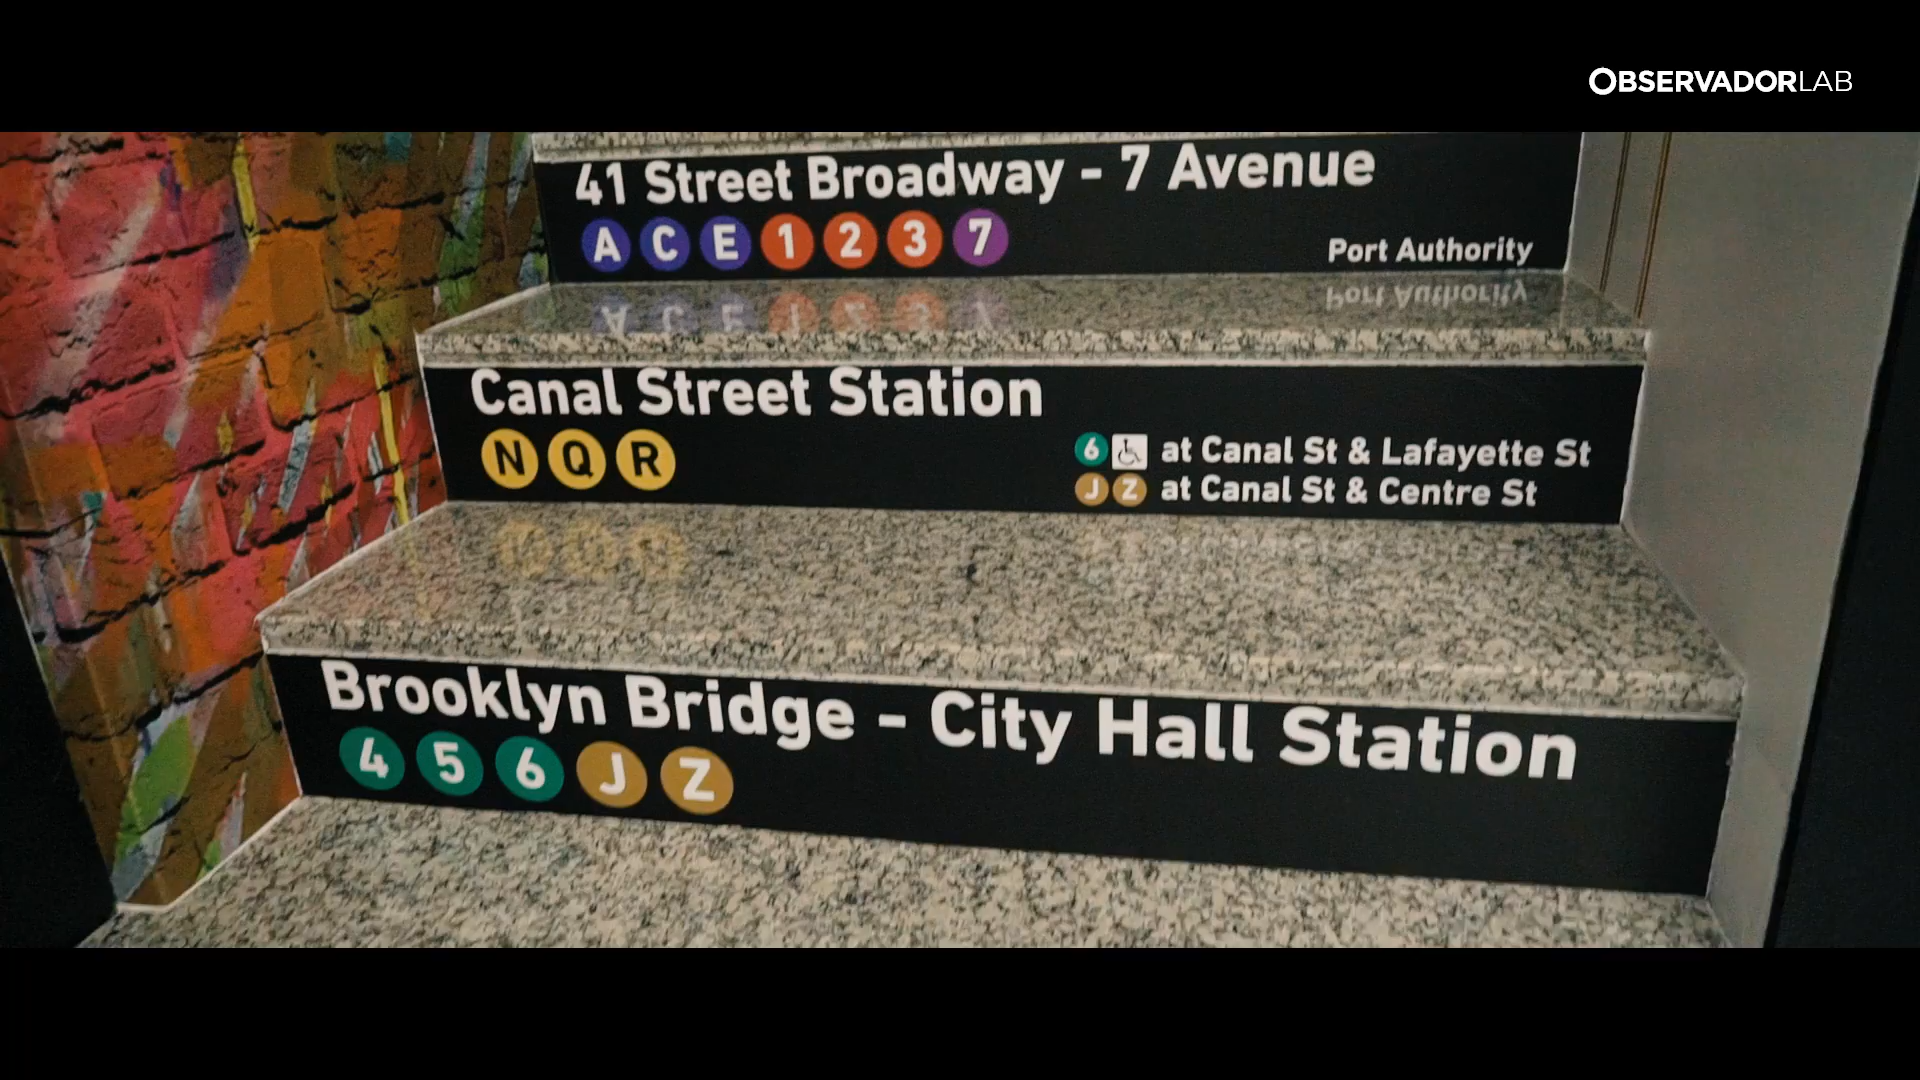 OBSERVADORLAB
41 Street Broadway - 7 Avenue
A C E 1 2 3 7
Port Authority
Canal Street Station
N Q R
6 at Canal St & Lafayette St
J Z at Canal St & Centre St
Brooklyn Bridge - City Hall Station
4 5 6 J Z